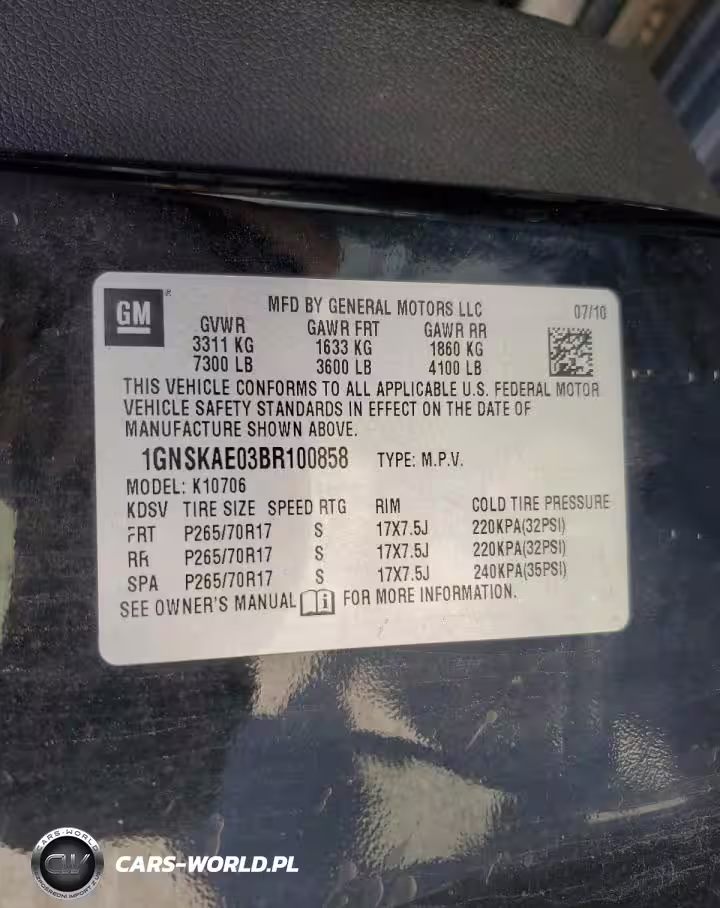 GM
MFD BY GENERAL MOTORS LLC 07/10
GVWR GAWR FRT GAWR RR
3311 KG 1633 KG 1860 KG
7300 LB 3600 LB 4100 LB
THIS VEHICLE CONFORMS TO ALL APPLICABLE U.S. FEDERAL MOTOR
VEHICLE SAFETY STANDARDS IN EFFECT ON THE DATE OF
MANUFACTURE SHOWN ABOVE.
1GNSKAE03BR100858 TYPE: M.P.V.
MODEL: K10706
KDSV TIRE SIZE SPEED RTG RIM COLD TIRE PRESSURE
FRT P265/70R17 S 17X7.5J 220KPA(32PSI)
RR P265/70R17 S 17X7.5J 220KPA(32PSI)
SPA P265/70R17 S 17X7.5J 240KPA(35PSI)
SEE OWNER'S MANUAL FOR MORE INFORMATION.
CARS-WORLD
CW
CARS-WORLD.PL